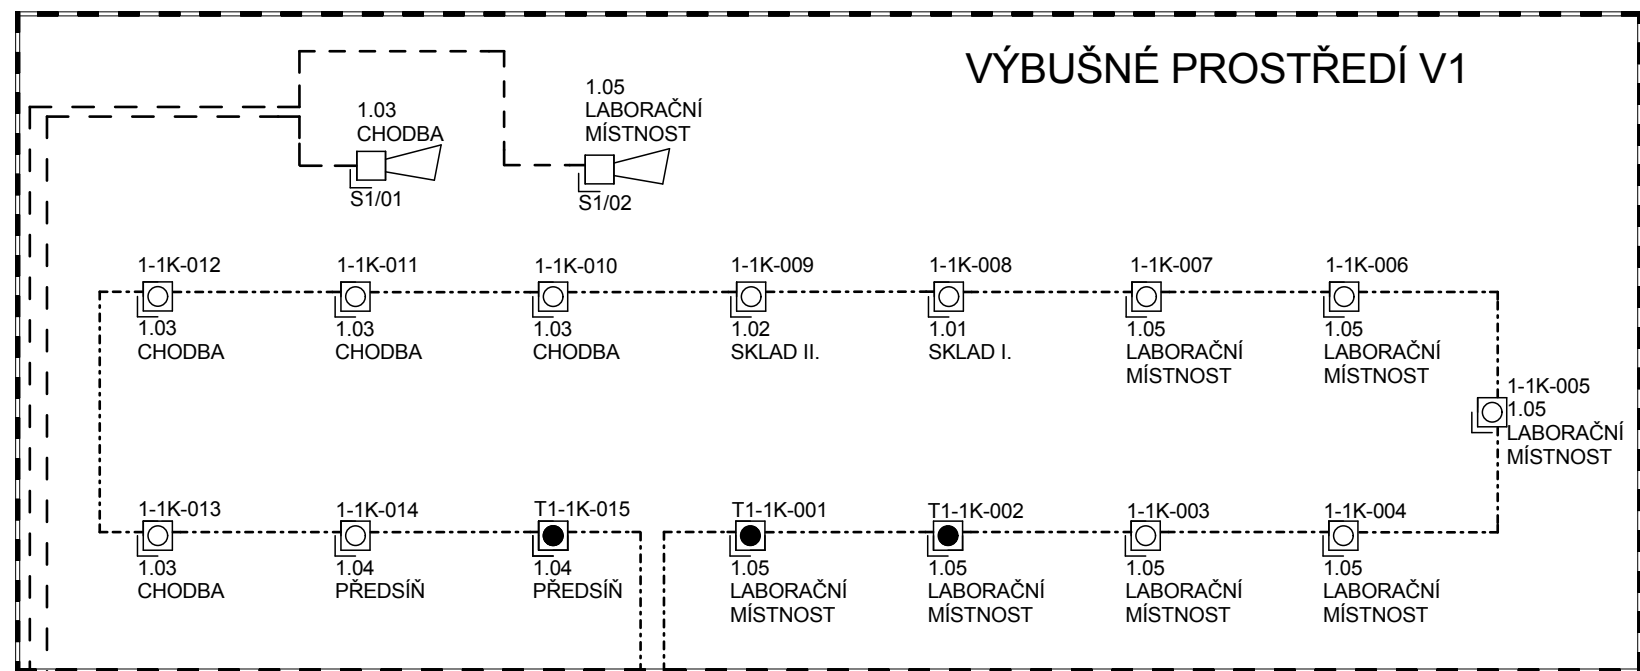 VÝBUŠNÉ PROSTŘEDÍ V1
1.03
CHODBA
S1/01
1.05
LABORAČNÍ
MÍSTNOST
S1/02
1-1K-012
1.03
CHODBA
1-1K-011
1.03
CHODBA
1-1K-010
1.03
CHODBA
1-1K-009
1.02
SKLAD II.
1-1K-008
1.01
SKLAD I.
1-1K-007
1.05
LABORAČNÍ
MÍSTNOST
1-1K-006
1.05
LABORAČNÍ
MÍSTNOST
1-1K-005
1.05
LABORAČNÍ
MÍSTNOST
1-1K-013
1.03
CHODBA
1-1K-014
1.04
PŘEDSÍŇ
T1-1K-015
1.04
PŘEDSÍŇ
T1-1K-001
1.05
LABORAČNÍ
MÍSTNOST
T1-1K-002
1.05
LABORAČNÍ
MÍSTNOST
1-1K-003
1.05
LABORAČNÍ
MÍSTNOST
1-1K-004
1.05
LABORAČNÍ
MÍSTNOST